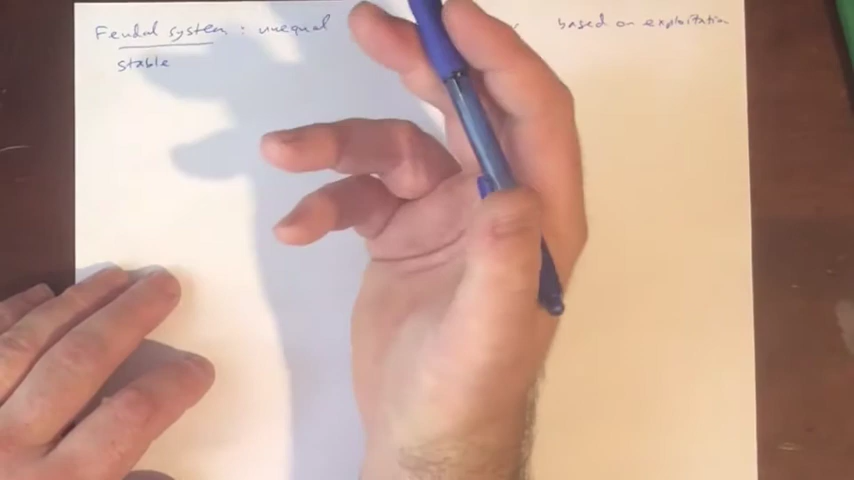 Feudal system : unequal based on exploitation
stable